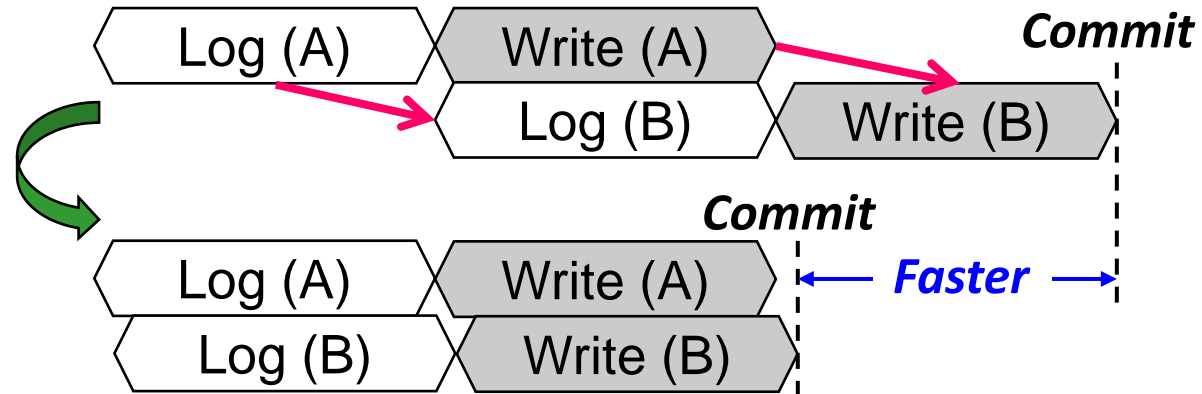 Commit
Log (A) Write (A)
Log (B) Write (B)
Commit
Log (A) Write (A)
Faster
Log (B) Write (B)